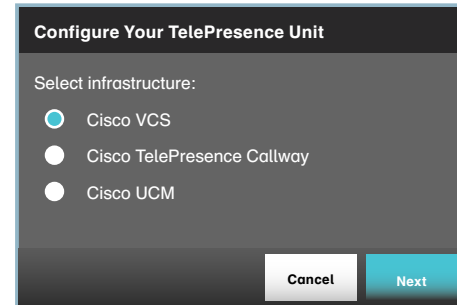 Configure Your TelePresence Unit
Select infrastructure:
Cisco VCS
Cisco TelePresence Callway
Cisco UCM
Cancel
Next